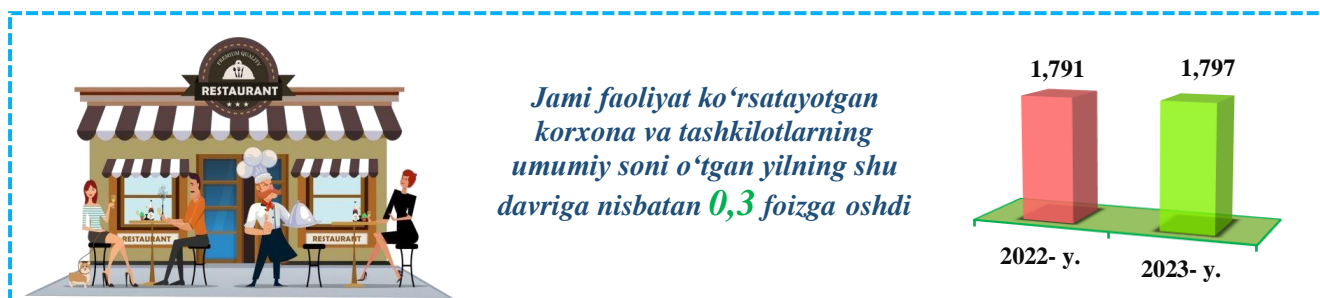 PREMIUM QUALITY
RESTAURANT
RESTAURANT
RESTAURANT
Jami faoliyat ko‘rsatayotgan
korxona va tashkilotlarning
umumiy soni o‘tgan yilning shu
davriga nisbatan 0,3 foizga oshdi
1,791
1,797
2022- y.
2023- y.